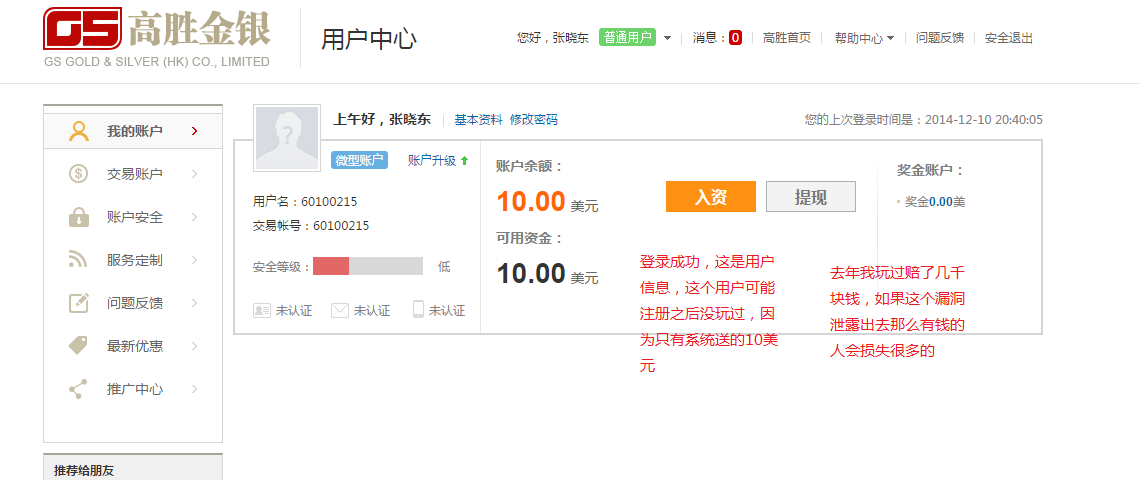 GS 高胜金银
GS GOLD & SILVER (HK) CO., LIMITED
用户中心
您好，张晓东 普通用户 消息：0 高胜首页 帮助中心 问题反馈 安全退出
我的账户
交易账户
账户安全
服务定制
问题反馈
最新优惠
推广中心
推荐给朋友
上午好，张晓东 基本资料 修改密码
您的上次登录时间是：2014-12-10 20:40:05
微型账户 账户升级
用户名：60100215
交易帐号：60100215
安全等级： 低
未认证 未认证 未认证
账户余额：
10.00 美元
可用资金：
10.00 美元
入资 提现
奖金账户：
奖金0.00美
登录成功，这是用户
信息，这个用户可能
注册之后没玩过，因
为只有系统送的10美
元
去年我玩过赔了几千
块钱，如果这个漏洞
泄露出去那么有钱的
人会损失很多的